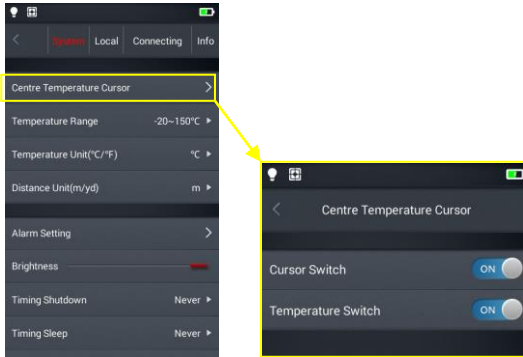 System Local Connecting Info
Centre Temperature Cursor
Temperature Range -20~150℃
Temperature Unit(℃/℉) ℃
Distance Unit(m/yd) m
Alarm Setting
Brightness
Timing Shutdown Never
Timing Sleep Never
Centre Temperature Cursor
Cursor Switch ON
Temperature Switch ON